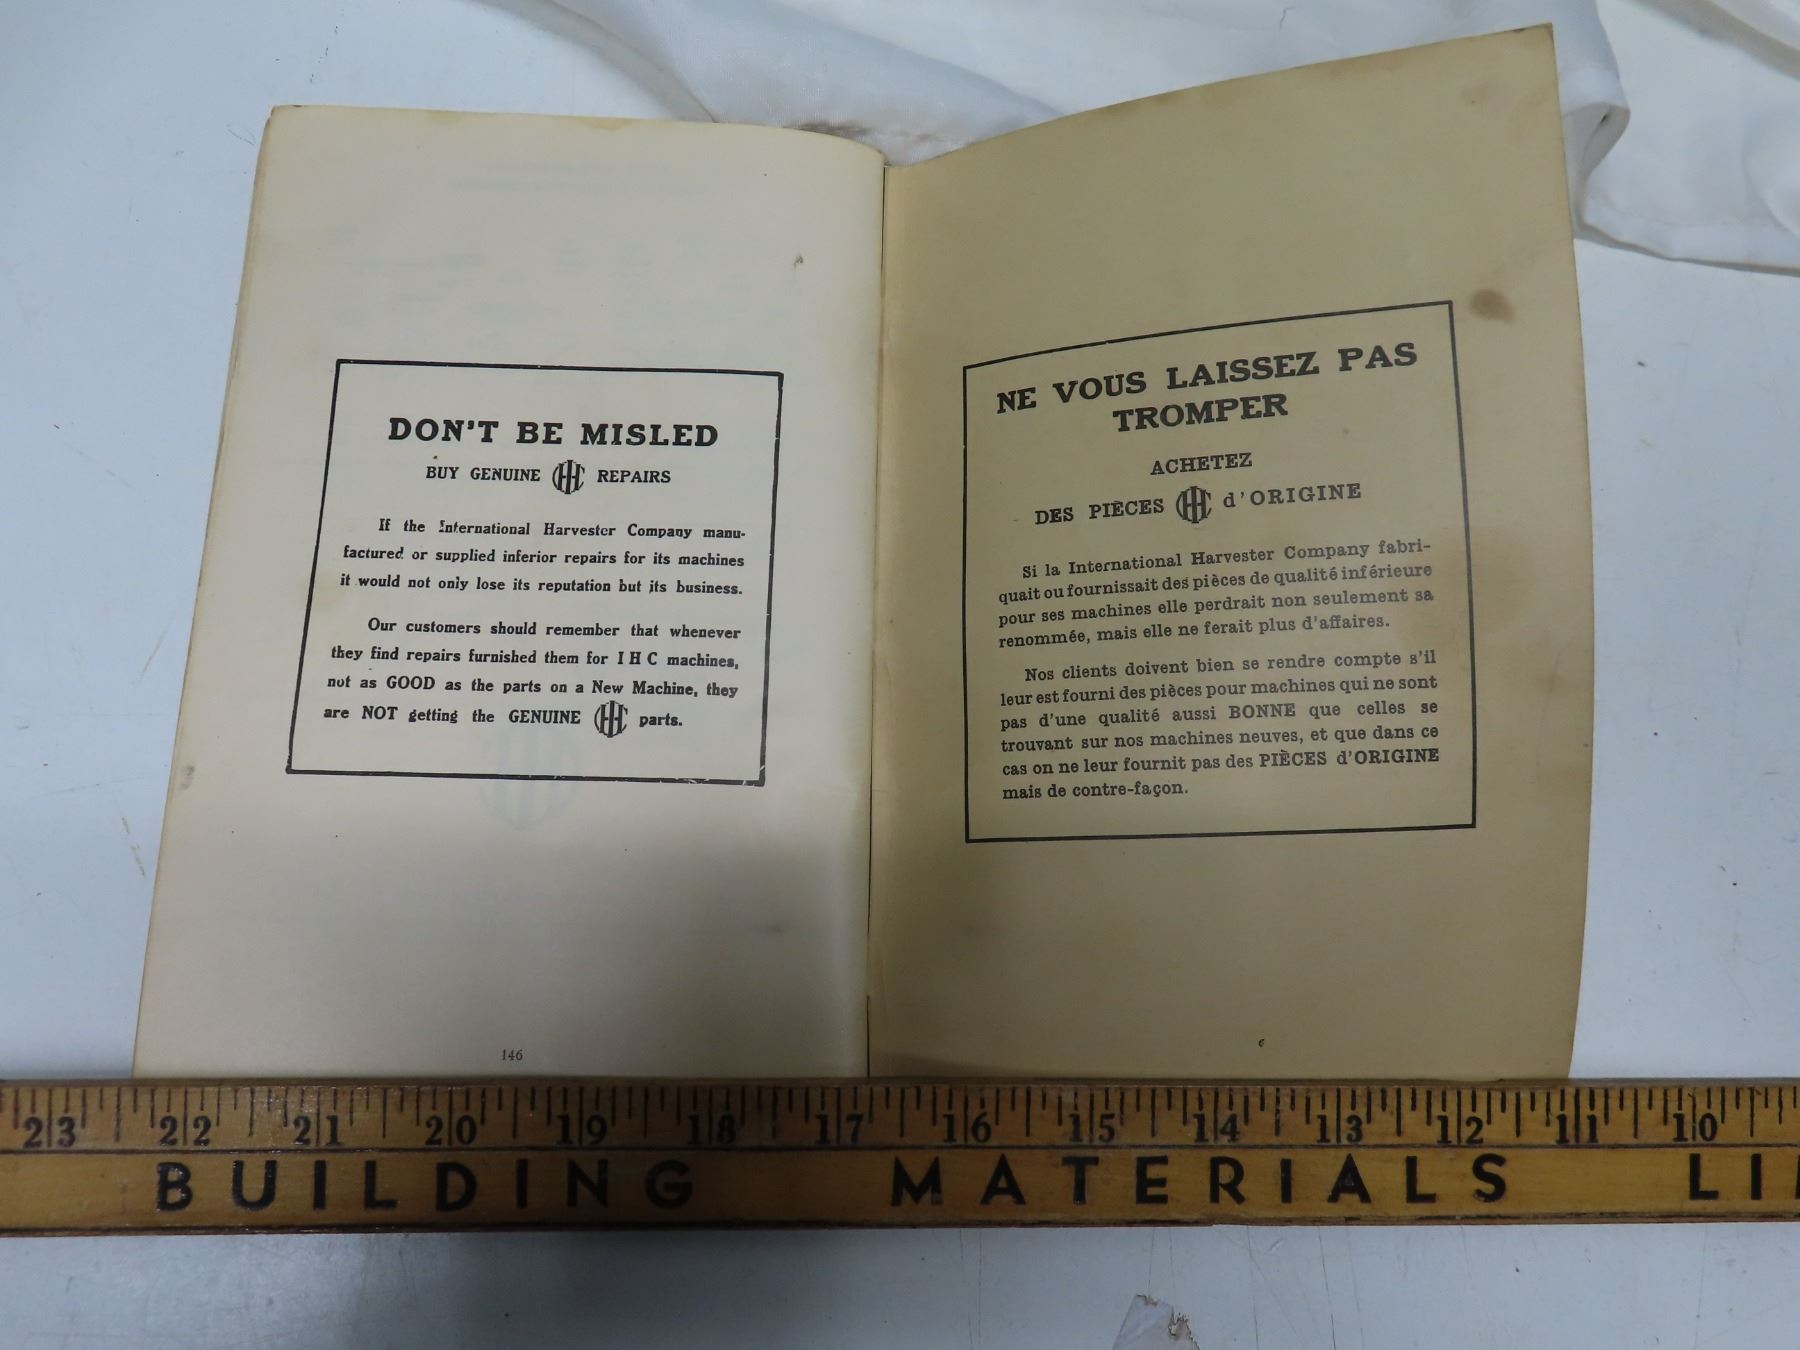 DON'T BE MISLED
BUY GENUINE IHC REPAIRS
If the International Harvester Company manu-
factured or supplied inferior repairs for its machines
it would not only lose its reputation but its business.
Our customers should remember that whenever
they find repairs furnished them for I H C machines,
not as GOOD as the parts on a New Machine, they
are NOT getting the GENUINE IHC parts.
146
NE VOUS LAISSEZ PAS
TROMPER
ACHETEZ
DES PIÈCES IHC d'ORIGINE
Si la International Harvester Company fabri-
quait ou fournissait des pièces de qualité inférieure
pour ses machines elle perdrait non seulement sa
renommée, mais elle ne ferait plus d'affaires.
Nos clients doivent bien se rendre compte s'il
leur est fourni des pièces pour machines qui ne sont
pas d'une qualité aussi BONNE que celles se
trouvant sur nos machines neuves, et que dans ce
cas on ne leur fournit pas des PIÈCES d'ORIGINE
mais de contre-façon.
23 22 21 20 19 18 17 16 15 14 13 12 11 10
BUILDING MATERIALS LI